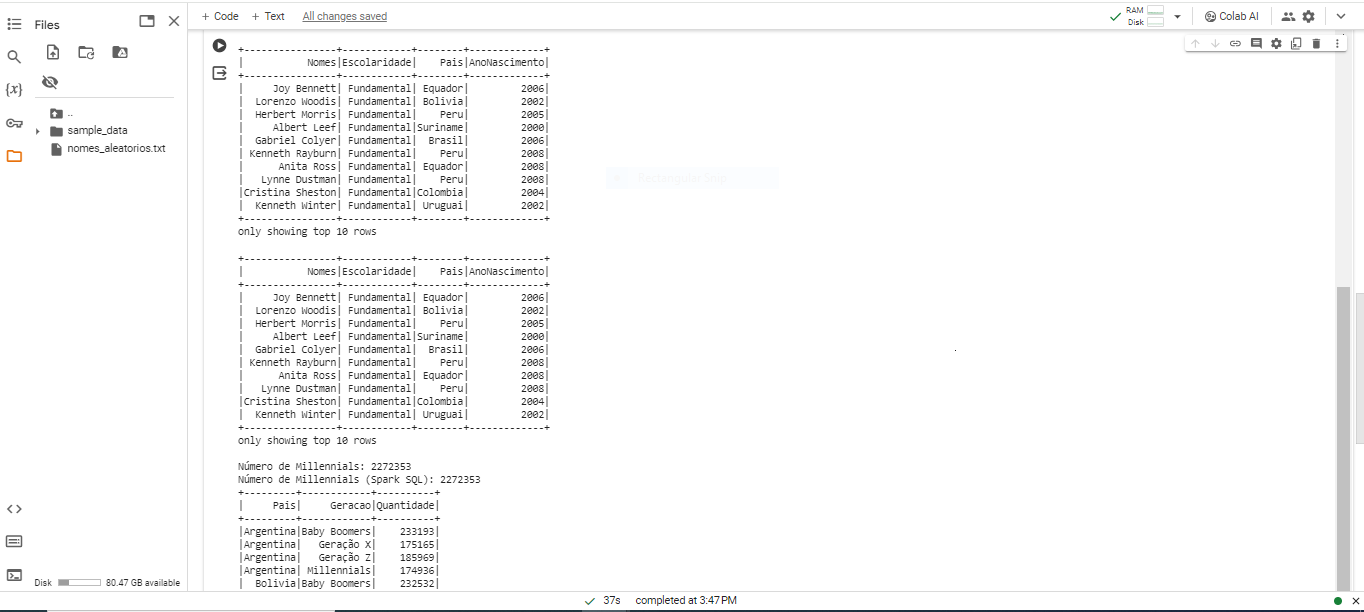 Files
..
sample_data
nomes_aleatorios.txt
Disk 80.47 GB available
+ Code + Text All changes saved
RAM
Disk
Colab AI
+---------------+-----------+--------+-------------+
|          Nomes|Escolaridade|    Pais|AnoNascimento|
+---------------+-----------+--------+-------------+
|    Joy Bennett| Fundamental| Equador|         2006|
| Lorenzo Woodis| Fundamental| Bolivia|         2002|
| Herbert Morris| Fundamental|    Peru|         2005|
|    Albert Leef| Fundamental|Suriname|         2000|
| Gabriel Colyer| Fundamental|  Brasil|         2006|
|Kenneth Rayburn| Fundamental|    Peru|         2008|
|     Anita Ross| Fundamental| Equador|         2008|
|  Lynne Dustman| Fundamental|    Peru|         2008|
|Cristina Sheston| Fundamental|Colombia|         2004|
| Kenneth Winter| Fundamental| Uruguai|         2002|
+---------------+-----------+--------+-------------+
only showing top 10 rows
+---------------+-----------+--------+-------------+
|          Nomes|Escolaridade|    Pais|AnoNascimento|
+---------------+-----------+--------+-------------+
|    Joy Bennett| Fundamental| Equador|         2006|
| Lorenzo Woodis| Fundamental| Bolivia|         2002|
| Herbert Morris| Fundamental|    Peru|         2005|
|    Albert Leef| Fundamental|Suriname|         2000|
| Gabriel Colyer| Fundamental|  Brasil|         2006|
|Kenneth Rayburn| Fundamental|    Peru|         2008|
|     Anita Ross| Fundamental| Equador|         2008|
|  Lynne Dustman| Fundamental|    Peru|         2008|
|Cristina Sheston| Fundamental|Colombia|         2004|
| Kenneth Winter| Fundamental| Uruguai|         2002|
+---------------+-----------+--------+-------------+
only showing top 10 rows
Número de Millennials: 2272353
Número de Millennials (Spark SQL): 2272353
+---------+------------+----------+
|     Pais|     Geracao|Quantidade|
+---------+------------+----------+
|Argentina|Baby Boomers|    233193|
|Argentina|   Geração X|    175165|
|Argentina|   Geração Z|    185969|
|Argentina| Millennials|    174936|
|  Bolivia|Baby Boomers|    232532|
37s completed at 3:47 PM